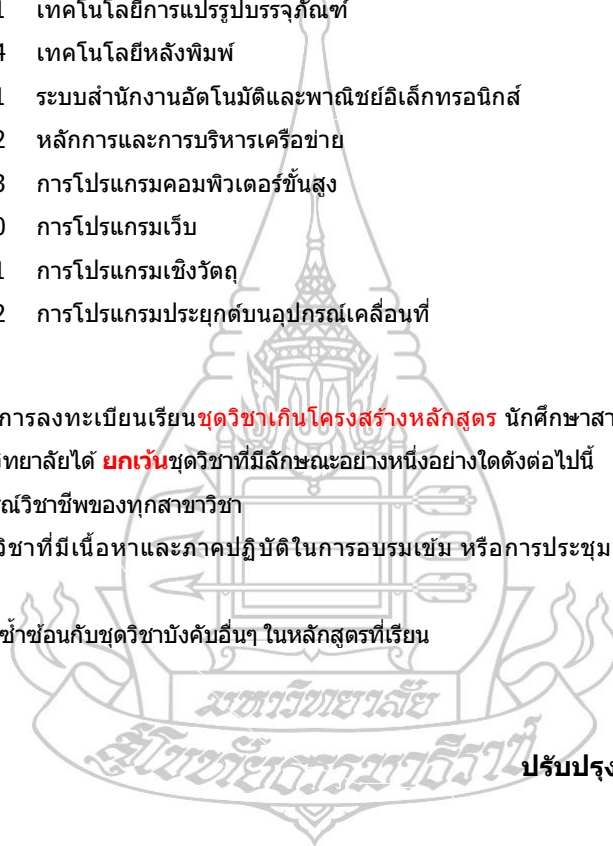 1 เทคโนโลยีการแปรรูปบรรจุภัณฑ์
4 เทคโนโลยีหลังพิมพ์
1 ระบบสำนักงานอัตโนมัติและพาณิชย์อิเล็กทรอนิกส์
2 หลักการและการบริหารเครือข่าย
3 การโปรแกรมคอมพิวเตอร์ขั้นสูง
0 การโปรแกรมเว็บ
1 การโปรแกรมเชิงวัตถุ
2 การโปรแกรมประยุกต์บนอุปกรณ์เคลื่อนที่
การลงทะเบียนเรียนชุดวิชาเกินโครงสร้างหลักสูตร นักศึกษาสา
ทยาลัยได้ ยกเว้นชุดวิชาที่มีลักษณะอย่างหนึ่งอย่างใดดังต่อไปนี้
รณ์วิชาชีพของทุกสาขาวิชา
วิชาที่มีเนื้อหาและภาคปฏิบัติในการอบรมเข้ม หรือการประชุม
ซ้ำซ้อนกับชุดวิชาบังคับอื่นๆ ในหลักสูตรที่เรียน
มหาวิทยาลัย
สุโขทัยธรรมาธิราช
ปรับปรุง